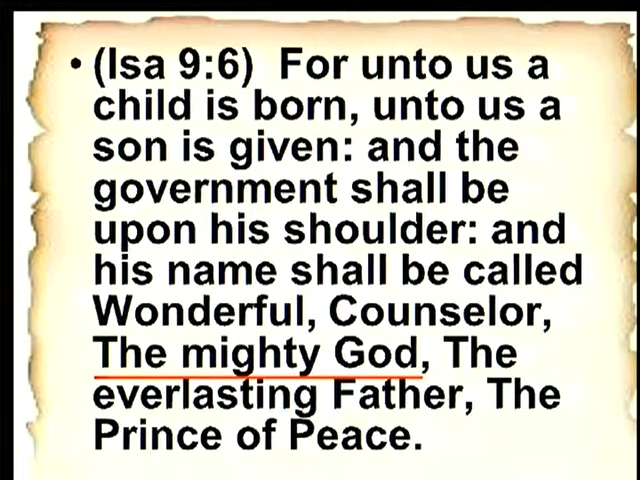 • (Isa 9:6)  For unto us a
child is born, unto us a
son is given: and the
government shall be
upon his shoulder: and
his name shall be called
Wonderful, Counselor,
The mighty God, The
everlasting Father, The
Prince of Peace.